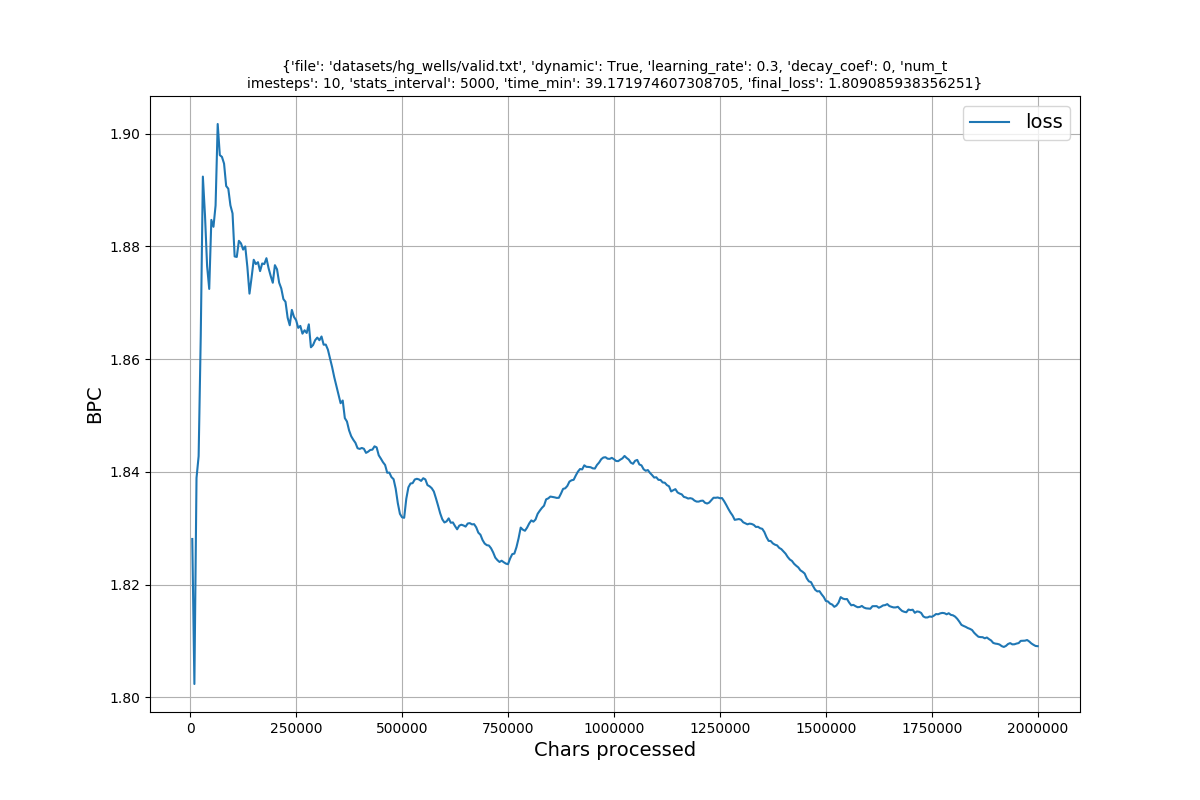 {'file': 'datasets/hg_wells/valid.txt', 'dynamic': True, 'learning_rate': 0.3, 'decay_coef': 0, 'num_t
imesteps': 10, 'stats_interval': 5000, 'time_min': 39.171974607308705, 'final_loss': 1.809085938356251}
loss
1.90
1.88
1.86
1.84
1.82
1.80
BPC
0 250000 500000 750000 1000000 1250000 1500000 1750000 2000000
Chars processed